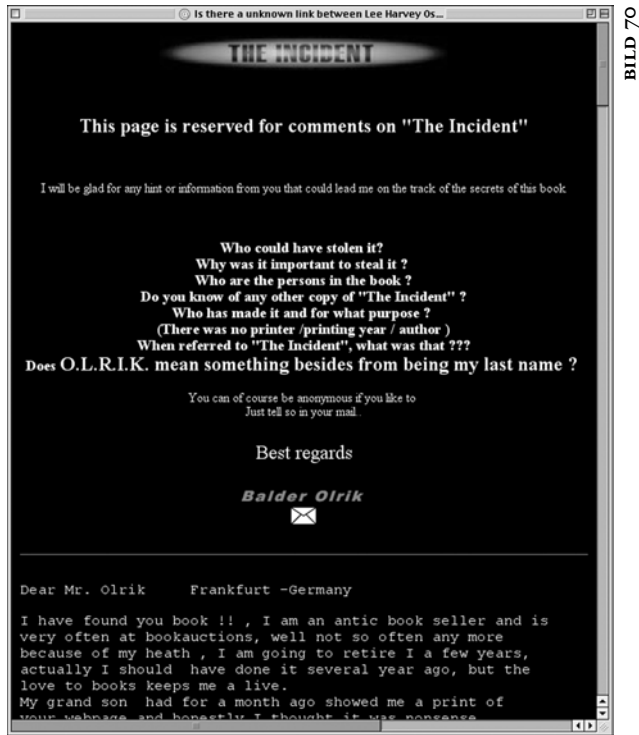 Is there a unknown link between Lee Harvey Os...
BILD 70
THE INCIDENT
This page is reserved for comments on "The Incident"
I will be glad for any hint or information from you that could lead me on the track of the secrets of this book
Who could have stolen it?
Why was it important to steal it ?
Who are the persons in the book ?
Do you know of any other copy of "The Incident" ?
Who has made it and for what purpose ?
(There was no printer /printing year / author )
When referred to "The Incident", what was that ???
Does O.L.R.I.K. mean something besides from being my last name ?
You can of course be anonymous if you like to
Just tell so in your mail..
Best regards
Balder Olrik
Dear Mr. Olrik Frankfurt -Germany
I have found you book !! , I am an antic book seller and is
very often at bookauctions, well not so often any more
because of my heath , I am going to retire I a few years,
actually I should have done it several year ago, but the
love to books keeps me a live.
My grand son had for a month ago showed me a print of
your webpage and honestly I thought it was nonsense